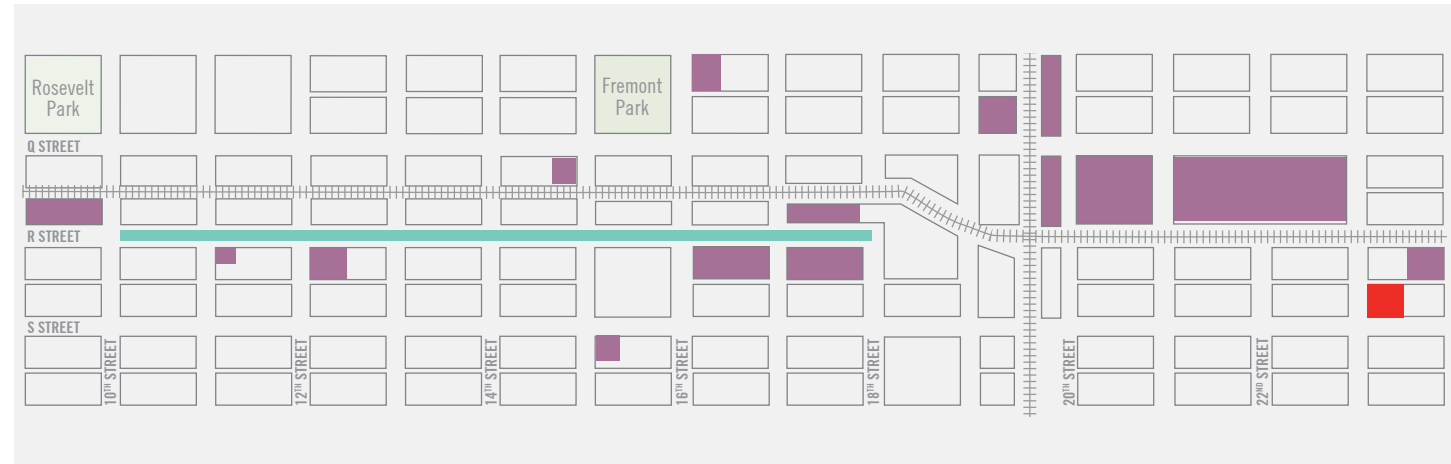 Rosevelt
Park
Fremont
Park
Q STREET
R STREET
S STREET
10TH STREET
12TH STREET
14TH STREET
16TH STREET
18TH STREET
20TH STREET
22ND STREET